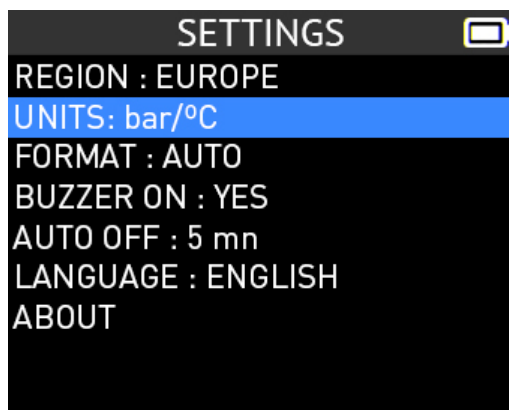 SETTINGS
REGION : EUROPE
UNITS: bar/ºC
FORMAT : AUTO
BUZZER ON : YES
AUTO OFF : 5 mn
LANGUAGE : ENGLISH
ABOUT